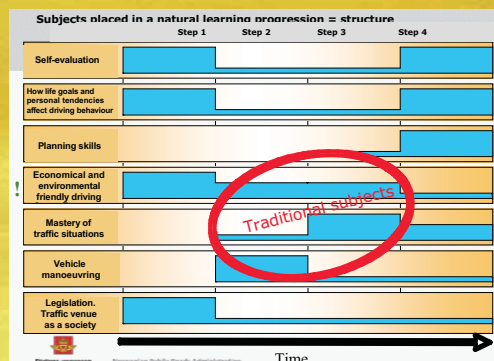 Subjects placed in a natural learning progression = structure
Step 1 Step 2 Step 3 Step 4
Self-evaluation
How life goals and
personal tendencies
affect driving behaviour
Planning skills
!
Economical and
environmental
friendly driving
Traditional subjects
Mastery of
traffic situations
Vehicle
manoeuvring
Legislation.
Traffic venue
as a society
Time